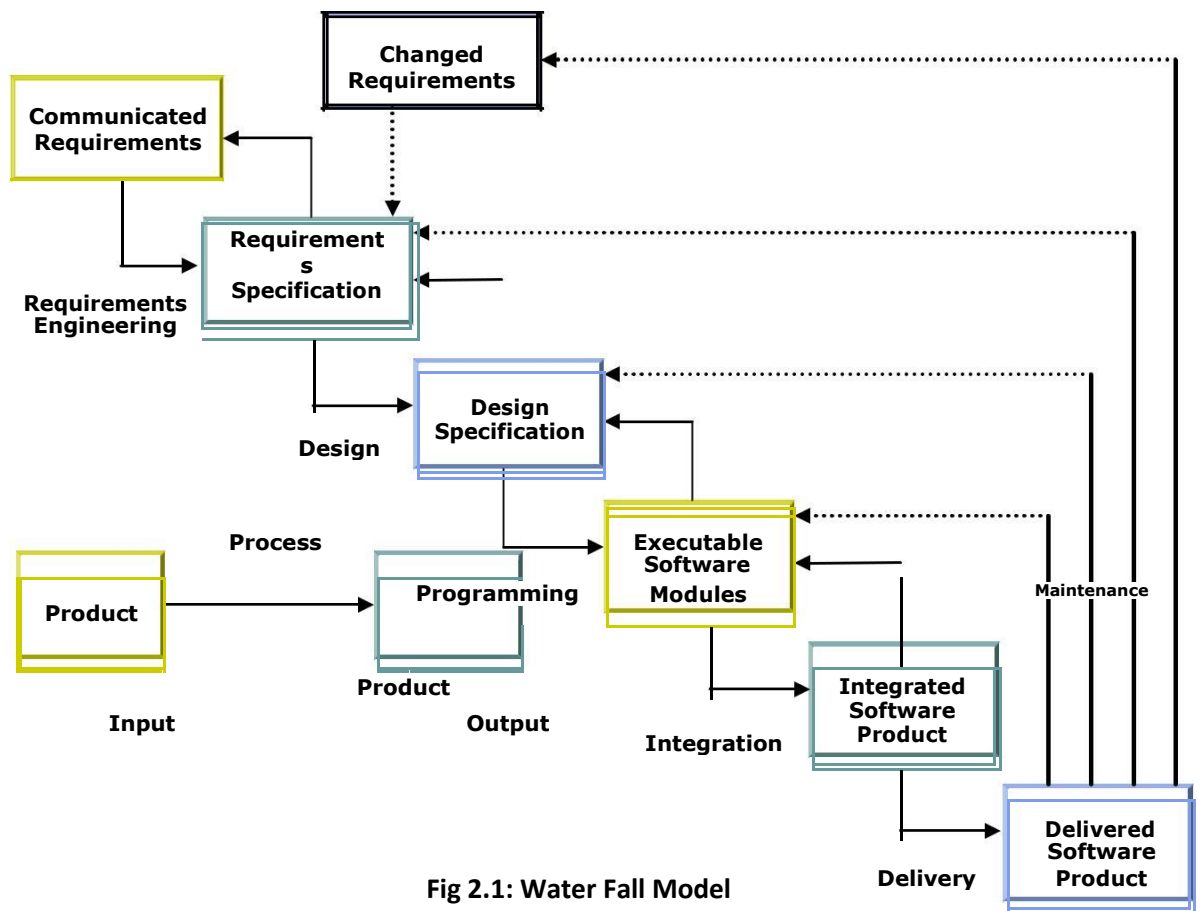 Changed
Requirements
Communicated
Requirements
Requirement
s
Specification
Requirements
Engineering
Design
Specification
Design
Process
Executable
Software
Modules
Programming
Product
Maintenance
Product
Input
Output
Integrated
Software
Product
Integration
Delivered
Software
Product
Delivery
Fig 2.1: Water Fall Model